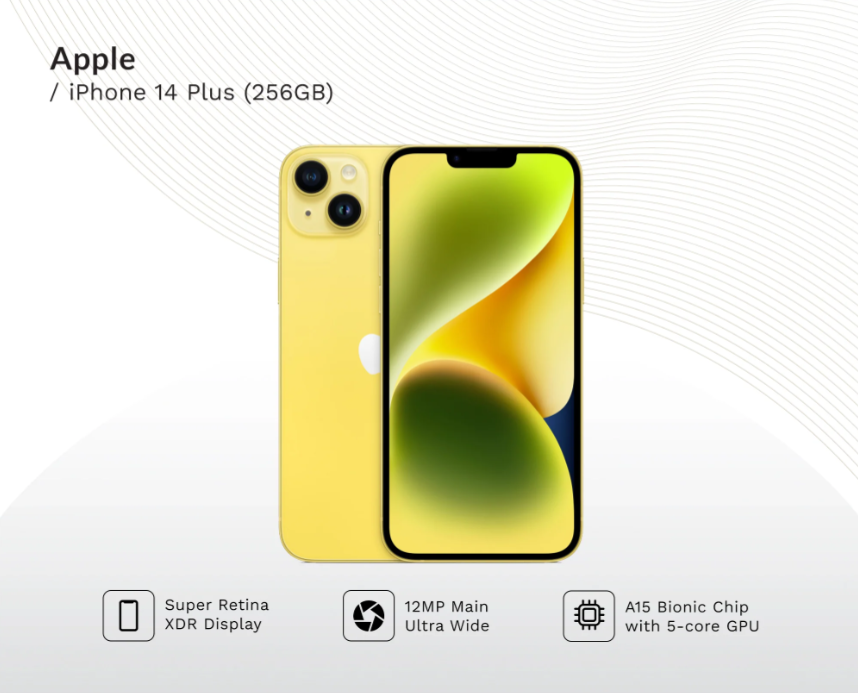 Apple
/ iPhone 14 Plus (256GB)
Super Retina
XDR Display
12MP Main
Ultra Wide
A15 Bionic Chip
with 5-core GPU